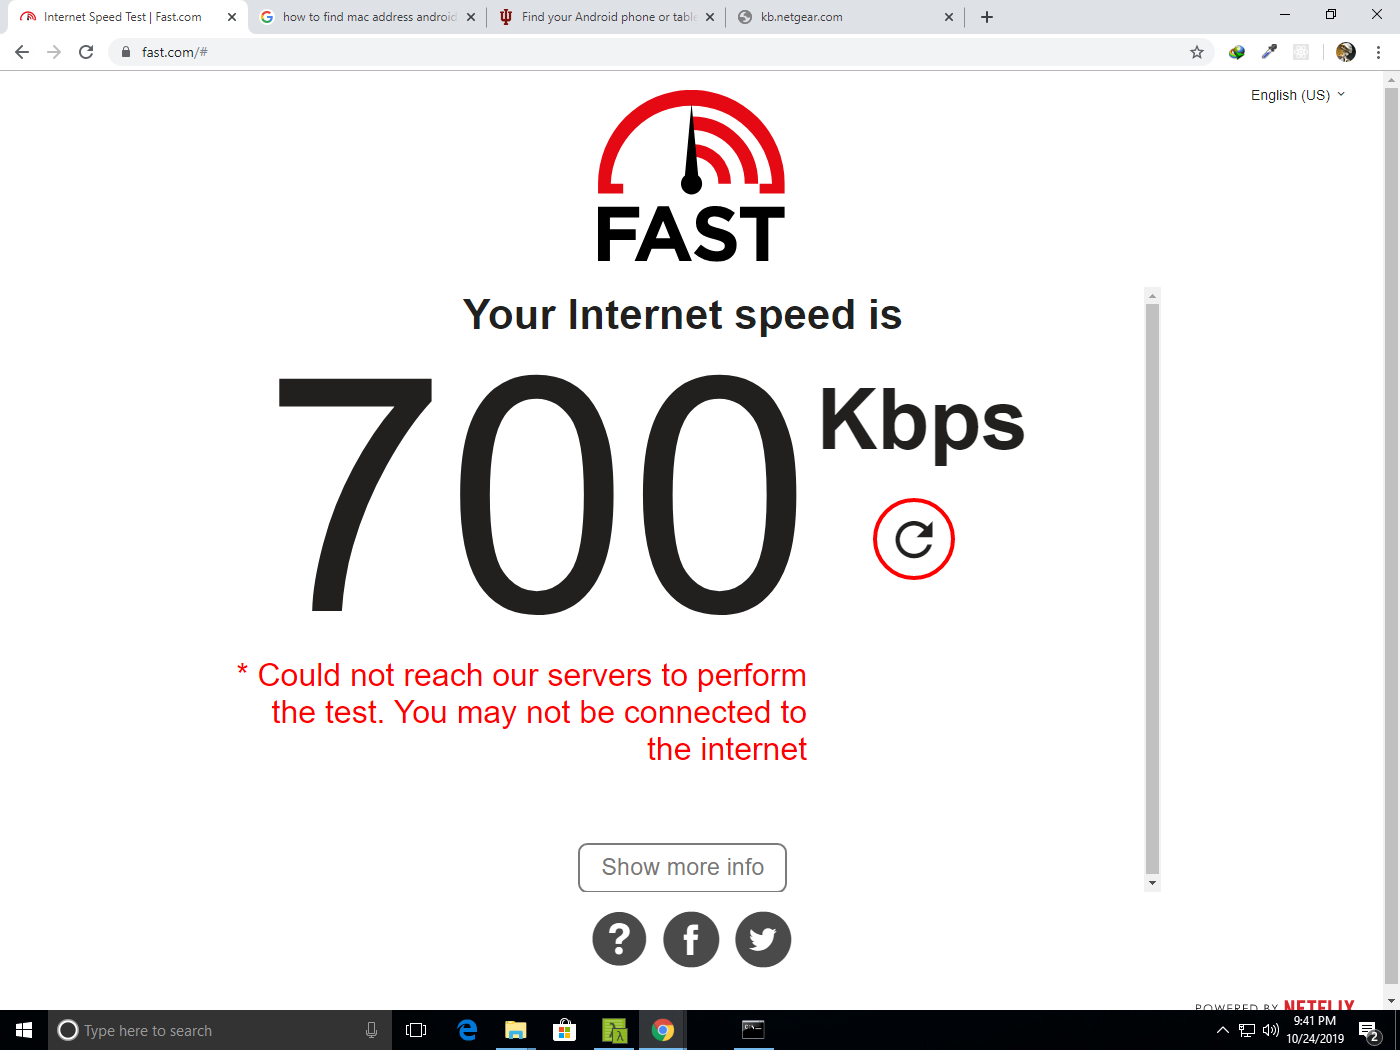 Internet Speed Test | Fast.com
how to find mac address android
Find your Android phone or table
kb.netgear.com
fast.com/#
English (US)
FAST
Your Internet speed is
700 Kbps
* Could not reach our servers to perform
the test. You may not be connected to
the internet
Show more info
POWERED BY NETFLIX
Type here to search
9:41 PM
10/24/2019
2